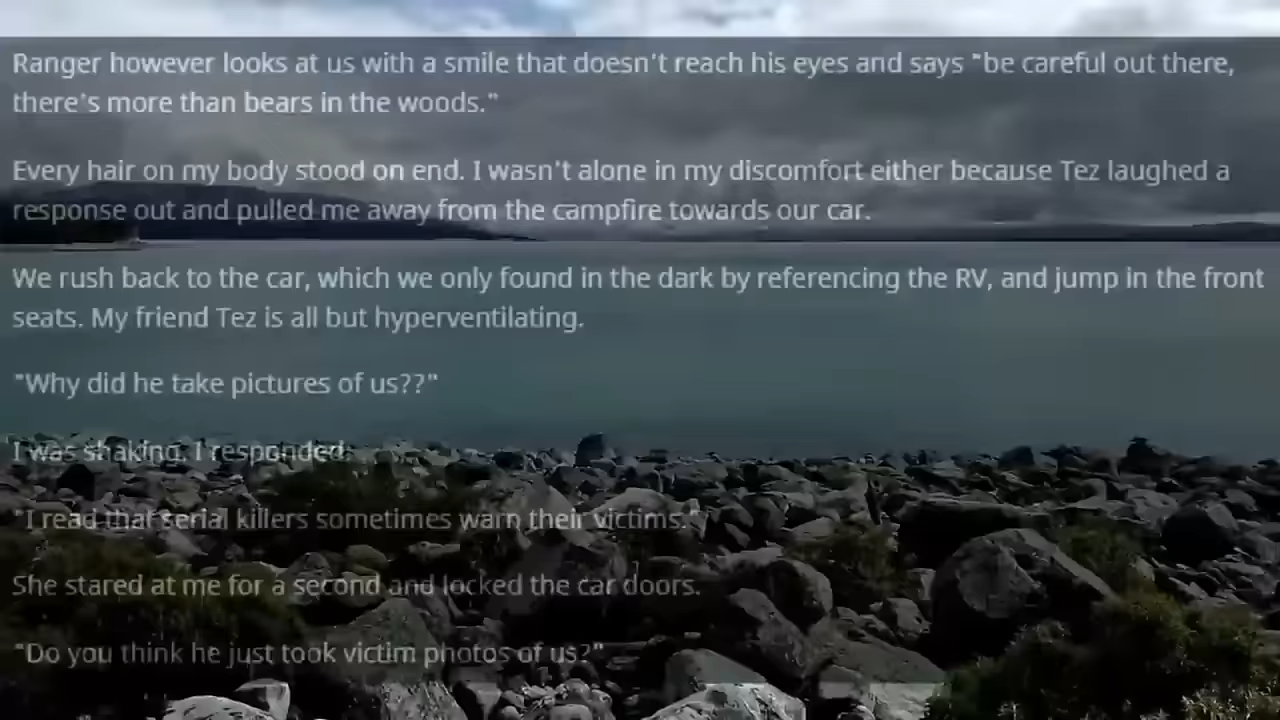 Ranger however looks at us with a smile that doesn't reach his eyes and says "be careful out there,
there's more than bears in the woods."
Every hair on my body stood on end. I wasn't alone in my discomfort either because Tez laughed a
response out and pulled me away from the campfire towards our car.
We rush back to the car, which we only found in the dark by referencing the RV, and jump in the front
seats. My friend Tez is all but hyperventilating.
"Why did he take pictures of us??"
I was shaking. I responded:
"I read that serial killers sometimes warn their victims."
She stared at me for a second and locked the car doors.
"Do you think he just took victim photos of us?"